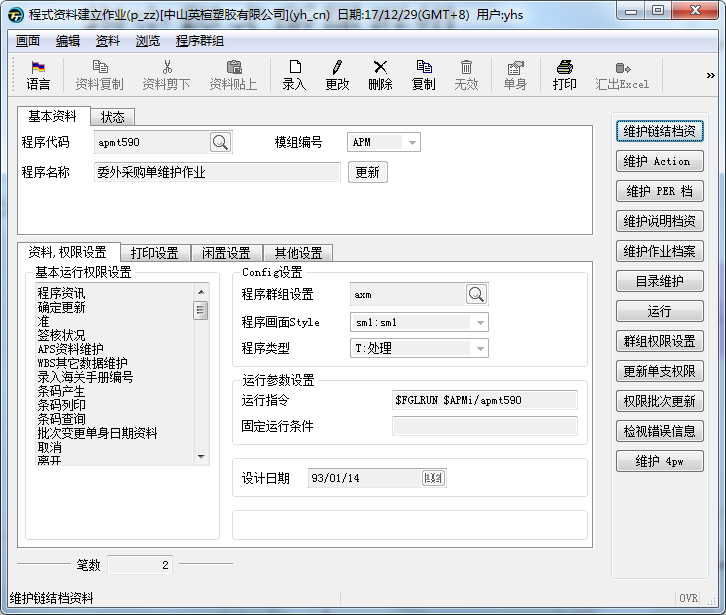 程式资料建立作业(p_zz)[中山英桓塑胶有限公司](yh_cn) 日期:17/12/29(GMT+8) 用户:yhs
画面 编辑 资料 浏览 程序群组
语言 资料复制 资料剪下 资料贴上 录入 更改 删除 复制 无效 单身 打印 汇出Excel »
基本资料 状态
程序代码 apmt590 模组编号 APM
程序名称 委外采购单维护作业 更新
资料,权限设置 打印设置 闲置设置 其他设置
基本运行权限设置
程序资讯
确定更新
准
签核状况
APS资料维护
WBS其它数据维护
录入海关手册编号
条码产生
条码列印
条码查询
批次变更单身日期资料
取消
离开
Config设置
程序群组设置 axm
程序画面Style sm1:sm1
程序类型 T:处理
运行参数设置
运行指令 $FGLRUN $APMi/apmt590
固定运行条件
设计日期 93/01/14
笔数 2
维护链结档资
维护 Action
维护 PER 档
维护说明档资
维护作业档案
目录维护
运行
群组权限设置
更新单支权限
权限批次更新
检视错误信息
维护 4pw
维护链结档资料 OVR